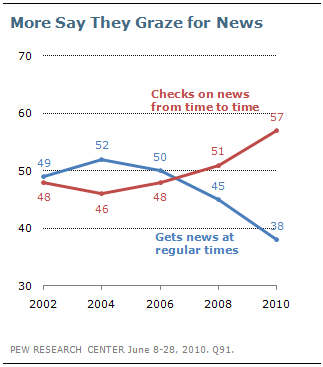 More Say They Graze for News
70
Checks on news
from time to time
57
60
49
52
50
51
50
48
46
48
45
40
Gets news at
regular times
38
30
2002 2004 2006 2008 2010
PEW RESEARCH CENTER June 8-28, 2010. Q91.